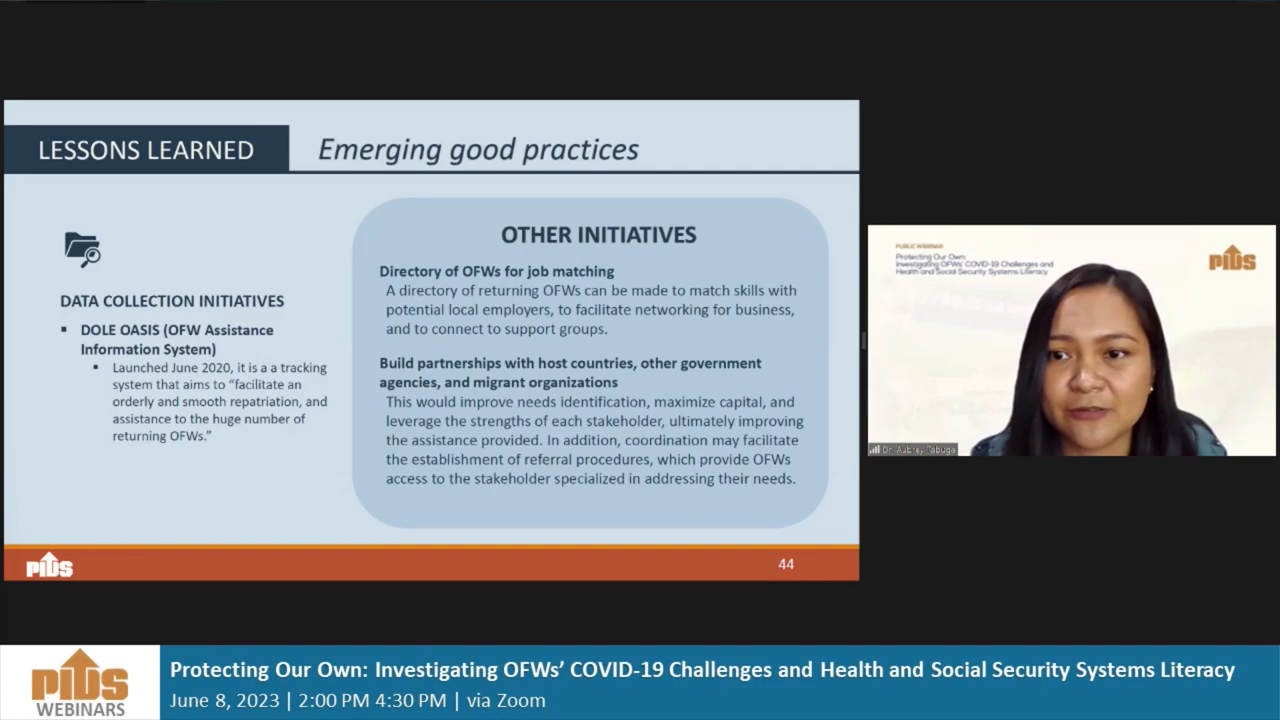 LESSONS LEARNED
Emerging good practices
DATA COLLECTION INITIATIVES
▪ DOLE OASIS (OFW Assistance
Information System)
▪ Launched June 2020, it is a a tracking
system that aims to “facilitate an
orderly and smooth repatriation, and
assistance to the huge number of
returning OFWs.”
OTHER INITIATIVES
Directory of OFWs for job matching
A directory of returning OFWs can be made to match skills with
potential local employers, to facilitate networking for business,
and to connect to support groups.
Build partnerships with host countries, other government
agencies, and migrant organizations
This would improve needs identification, maximize capital, and
leverage the strengths of each stakeholder, ultimately improving
the assistance provided. In addition, coordination may facilitate
the establishment of referral procedures, which provide OFWs
access to the stakeholder specialized in addressing their needs.
PIDS
44
PUBLIC WEBINAR
Protecting Our Own:
Investigating OFWs' COVID-19 Challenges and
Health and Social Security Systems Literacy
PIDS
Dr. Aubrey Tabuga
PIDS
WEBINARS
Protecting Our Own: Investigating OFWs’ COVID-19 Challenges and Health and Social Security Systems Literacy
June 8, 2023 | 2:00 PM 4:30 PM | via Zoom